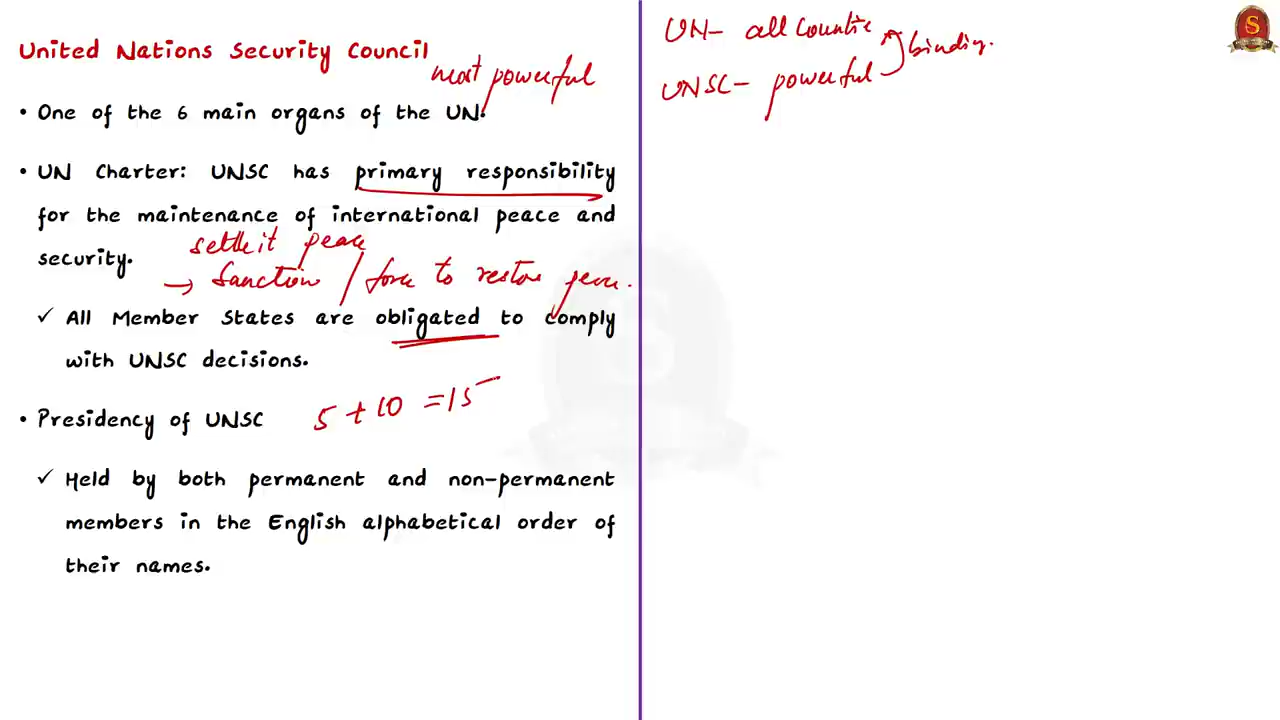 United Nations Security Council
most powerful
• One of the 6 main organs of the UN.
• UN Charter: UNSC has primary responsibility
for the maintenance of international peace and
security.
settle it peace
→ Sanction / force to restore peace.
✓ All Member States are obligated to comply
with UNSC decisions.
• Presidency of UNSC
5 + 10 = 15
✓ Held by both permanent and non-permanent
members in the English alphabetical order of
their names.
UN - all countrie
UNSC - powerful
binding.
S